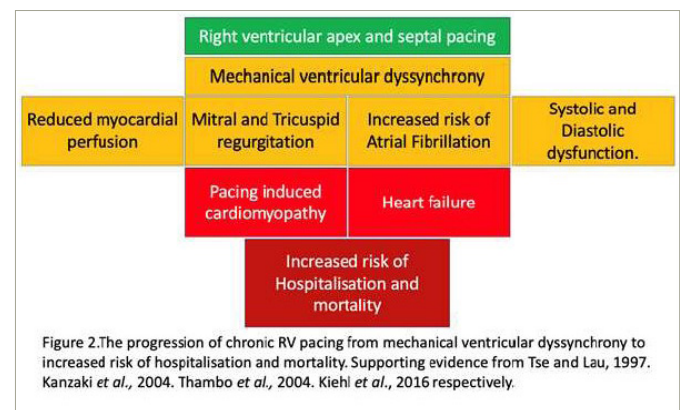 Right ventricular apex and septal pacing
Mechanical ventricular dyssynchrony
Reduced myocardial
perfusion
Mitral and Tricuspid
regurgitation
Increased risk of
Atrial Fibrillation
Systolic and
Diastolic
dysfunction.
Pacing induced
cardiomyopathy
Heart failure
Increased risk of
Hospitalisation and
mortality
Figure 2.The progression of chronic RV pacing from mechanical ventricular dyssynchrony to
increased risk of hospitalisation and mortality. Supporting evidence from Tse and Lau, 1997.
Kanzaki et al., 2004. Thambo et al., 2004. Kiehl et al., 2016 respectively.